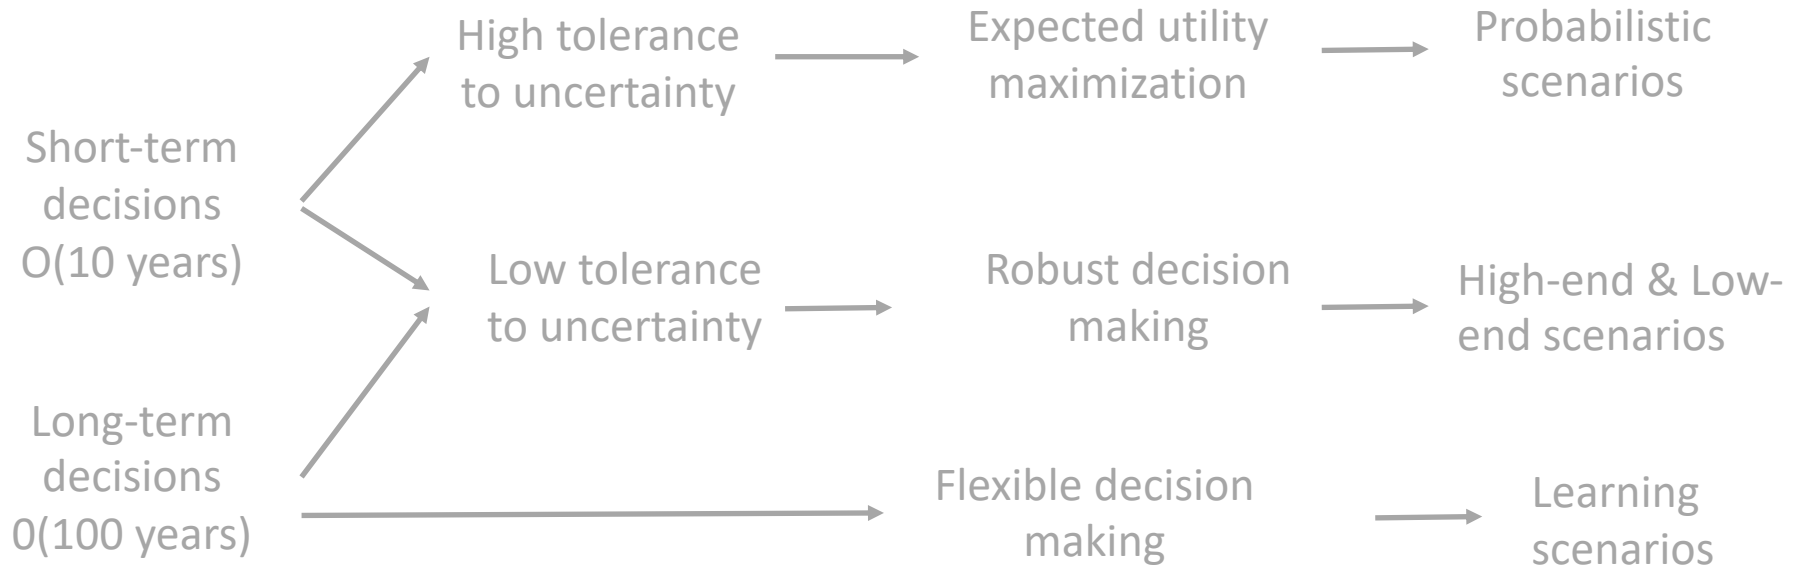 High tolerance
to uncertainty
Expected utility
maximization
Probabilistic
scenarios
Short-term
decisions
O(10 years)
Low tolerance
to uncertainty
Robust decision
making
High-end & Low-
end scenarios
Long-term
decisions
0(100 years)
Flexible decision
making
Learning
scenarios